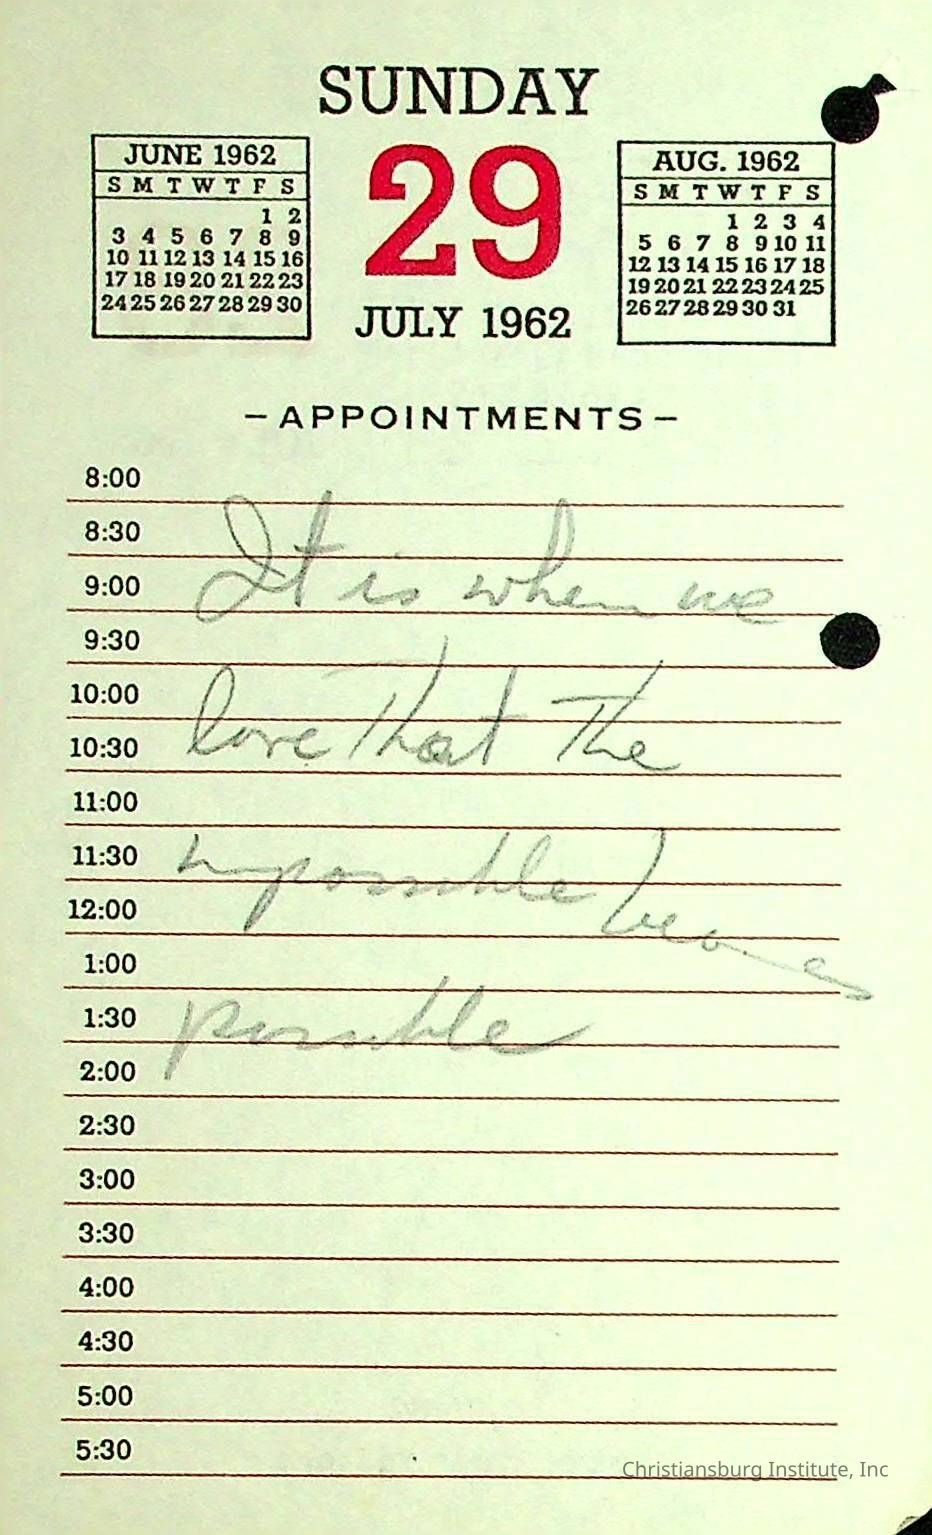 SUNDAY
29
JULY 1962
JUNE 1962
S M T W T F S
1 2
3 4 5 6 7 8 9
10 11 12 13 14 15 16
17 18 19 20 21 22 23
24 25 26 27 28 29 30
AUG. 1962
S M T W T F S
1 2 3 4
5 6 7 8 9 10 11
12 13 14 15 16 17 18
19 20 21 22 23 24 25
26 27 28 29 30 31
- APPOINTMENTS -
8:00
8:30
9:00 It is when we
9:30
10:00
10:30 love that the
11:00
11:30 impossible becomes
12:00
1:00
1:30 possible
2:00
2:30
3:00
3:30
4:00
4:30
5:00
5:30
Christiansburg Institute, Inc